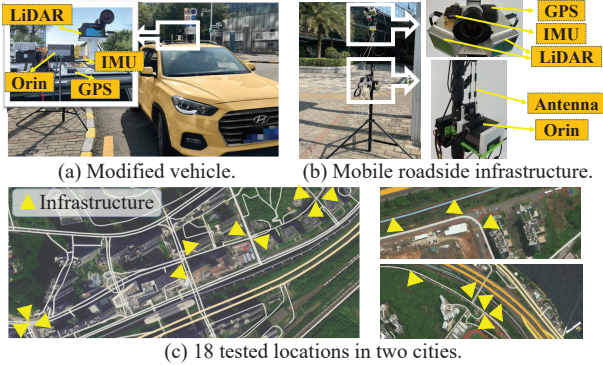 LiDAR
IMU
Orin
GPS
GPS
IMU
LiDAR
Antenna
Orin
(a) Modified vehicle.
(b) Mobile roadside infrastructure.
Infrastructure
(c) 18 tested locations in two cities.